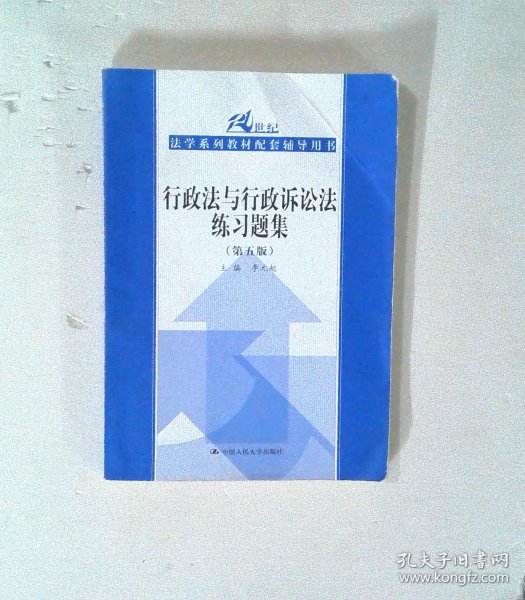 21世纪
法学系列教材配套辅导用书
行政法与行政诉讼法
练习题集
（第五版）
主编 李元起
中国人民大学出版社
孔夫子旧书网
www.kongfz.com